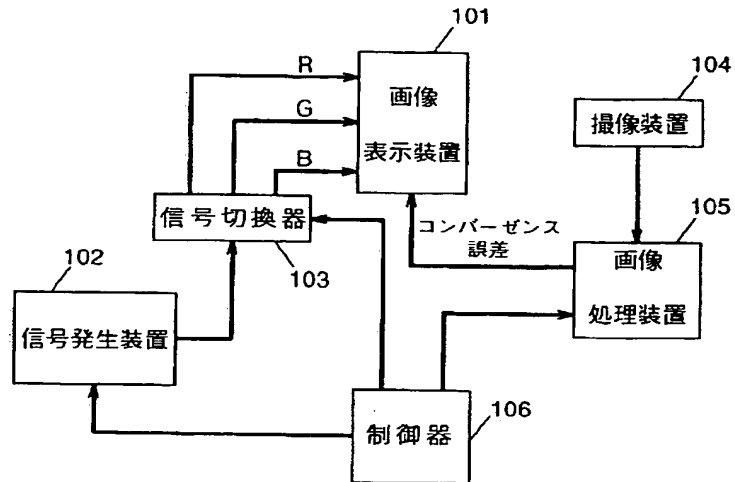 101
R
G
B
画像
表示装置
104
撮像装置
信号切換器
103
コンバーゼンス
誤差
105
画像
処理装置
102
信号発生装置
制御器
106